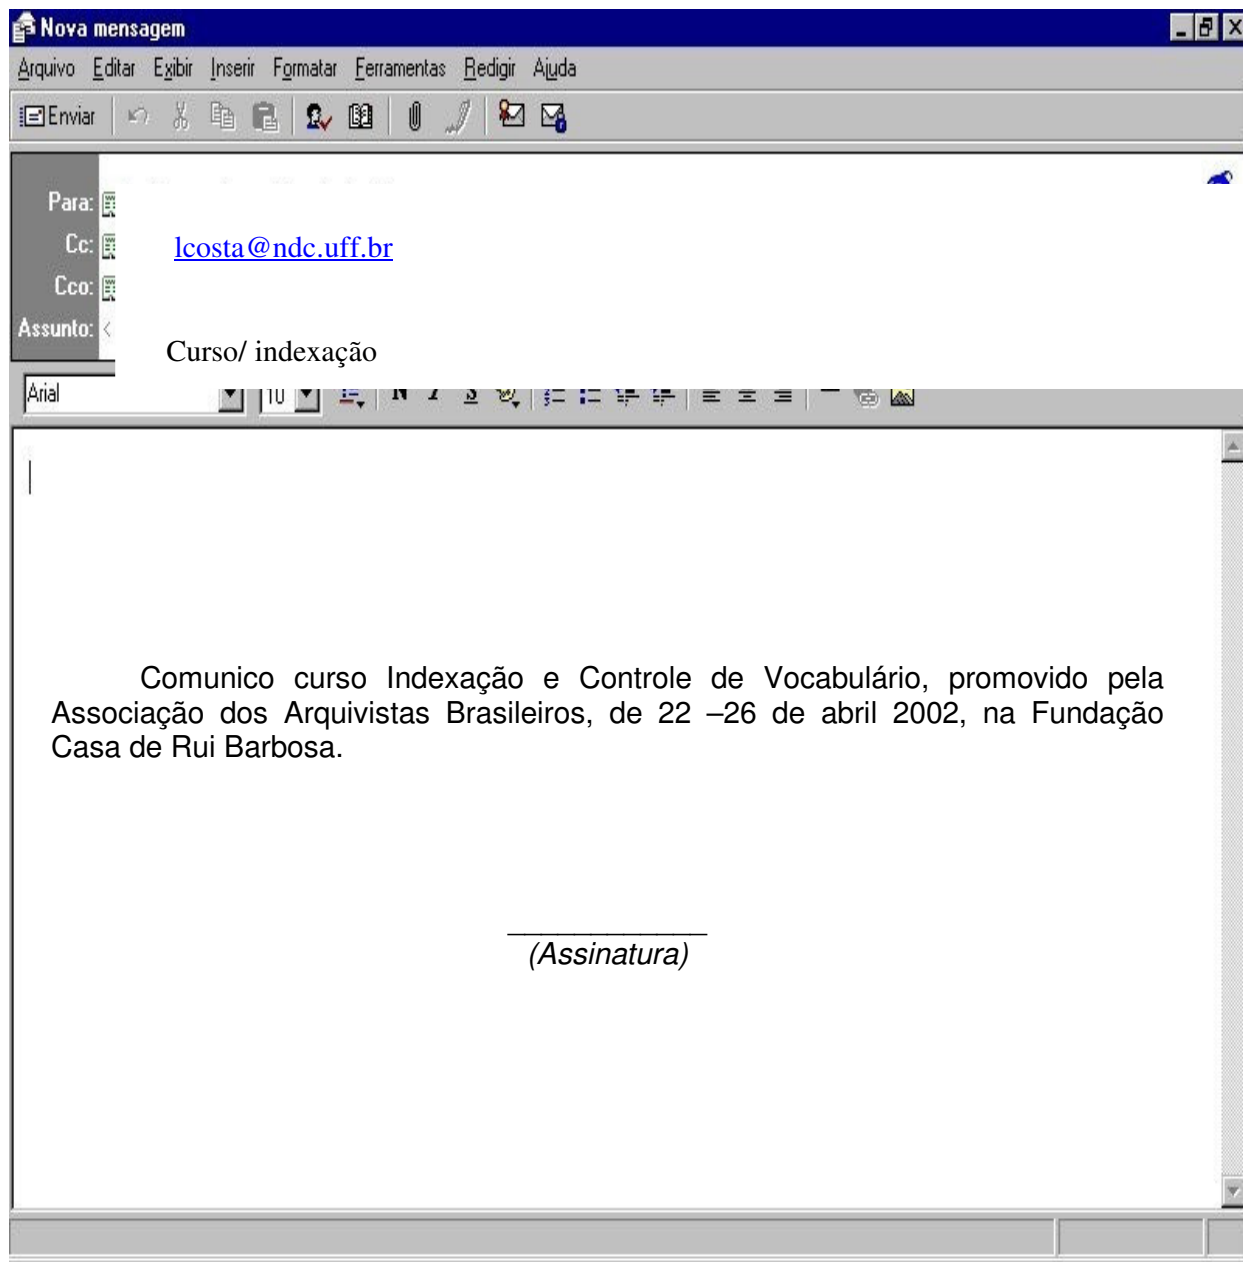 Nova mensagem
Arquivo Editar Exibir Inserir Formatar Ferramentas Redigir Ajuda
Enviar
Para:
Cc: lcosta@ndc.uff.br
Cco:
Assunto: < Curso/ indexação
Arial 10 N I S
Comunico curso Indexação e Controle de Vocabulário, promovido pela
Associação dos Arquivistas Brasileiros, de 22 –26 de abril 2002, na Fundação
Casa de Rui Barbosa.
____________
(Assinatura)